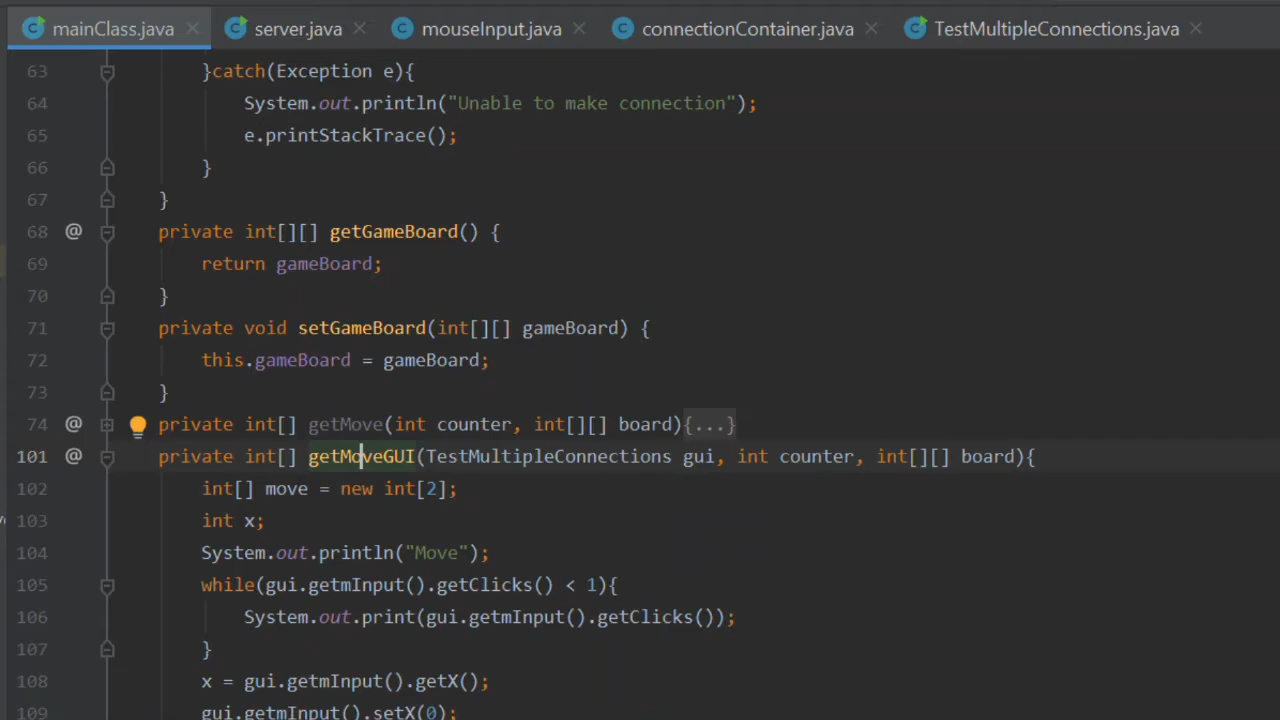 mainClass.java server.java mouseInput.java connectionContainer.java TestMultipleConnections.java
63 }catch(Exception e){
64 System.out.println("Unable to make connection");
65 e.printStackTrace();
66 }
67 }
68 @ private int[][] getGameBoard() {
69 return gameBoard;
70 }
71 private void setGameBoard(int[][] gameBoard) {
72 this.gameBoard = gameBoard;
73 }
74 @ private int[] getMove(int counter, int[][] board){...}
101 @ private int[] getMoveGUI(TestMultipleConnections gui, int counter, int[][] board){
102 int[] move = new int[2];
103 int x;
104 System.out.println("Move");
105 while(gui.getmInput().getClicks() < 1){
106 System.out.print(gui.getmInput().getClicks());
107 }
108 x = gui.getmInput().getX();
109 gui.getmInput().setX(0);